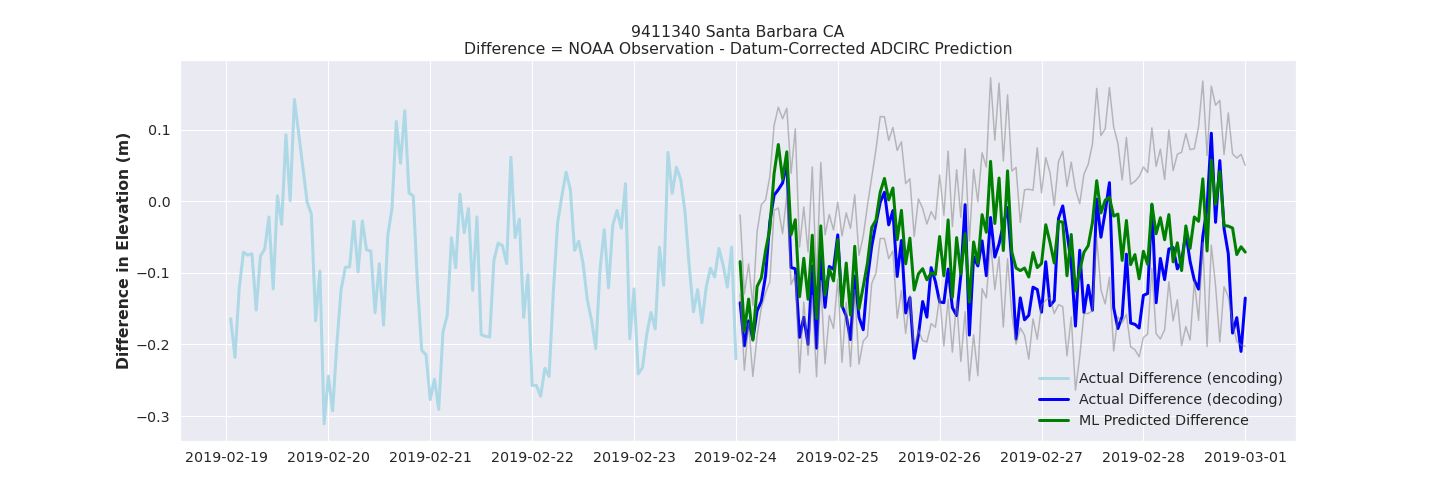 9411340 Santa Barbara CA
Difference = NOAA Observation - Datum-Corrected ADCIRC Prediction
Difference in Elevation (m)
0.1
0.0
−0.1
−0.2
−0.3
Actual Difference (encoding)
Actual Difference (decoding)
ML Predicted Difference
2019-02-19 2019-02-20 2019-02-21 2019-02-22 2019-02-23 2019-02-24 2019-02-25 2019-02-26 2019-02-27 2019-02-28 2019-03-01